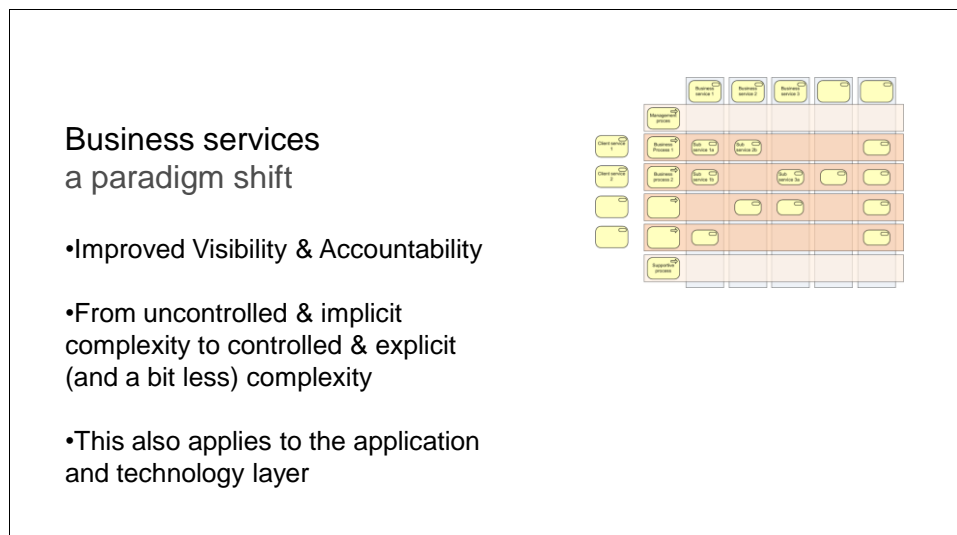 Business services
a paradigm shift
•Improved Visibility & Accountability
•From uncontrolled & implicit
complexity to controlled & explicit
(and a bit less) complexity
•This also applies to the application
and technology layer
Business
service 1
Business
service 2
Business
service 3
Management
Client service
1
Business
Process 1
Sub
service 1a
Sub
service 2b
Client service
2
Business
process 2
Sub
service 1b
Sub
service 3a
Supportive
process